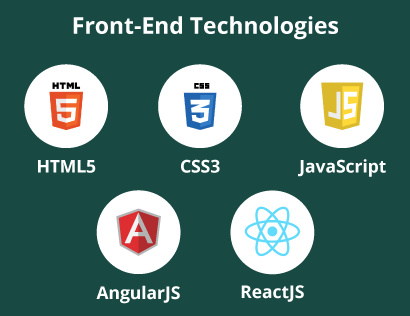 Front-End Technologies
HTML
5
CSS
3
JS
HTML5
CSS3
JavaScript
A
AngularJS
ReactJS